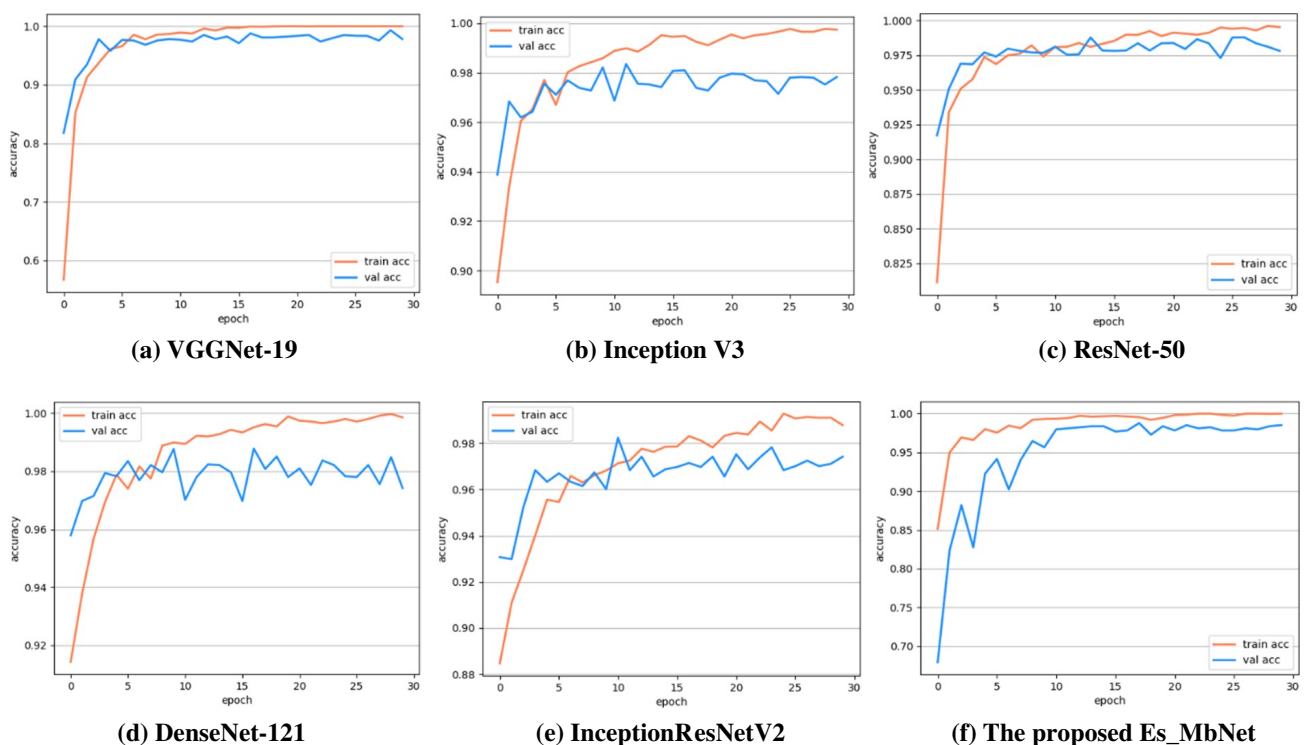 1.0
0.9
0.8
0.7
0.6
accuracy
train acc
val acc
0 5 10 15 20 25 30
epoch
(a) VGGNet-19
1.00
0.98
0.96
0.94
0.92
0.90
accuracy
train acc
val acc
0 5 10 15 20 25 30
epoch
(b) Inception V3
1.000
0.975
0.950
0.925
0.900
0.875
0.850
0.825
accuracy
train acc
val acc
0 5 10 15 20 25 30
epoch
(c) ResNet-50
1.00
0.98
0.96
0.94
0.92
accuracy
train acc
val acc
0 5 10 15 20 25 30
epoch
(d) DenseNet-121
0.98
0.96
0.94
0.92
0.90
0.88
accuracy
train acc
val acc
0 5 10 15 20 25 30
epoch
(e) InceptionResNetV2
1.00
0.95
0.90
0.85
0.80
0.75
0.70
accuracy
train acc
val acc
0 5 10 15 20 25 30
epoch
(f) The proposed Es_MbNet